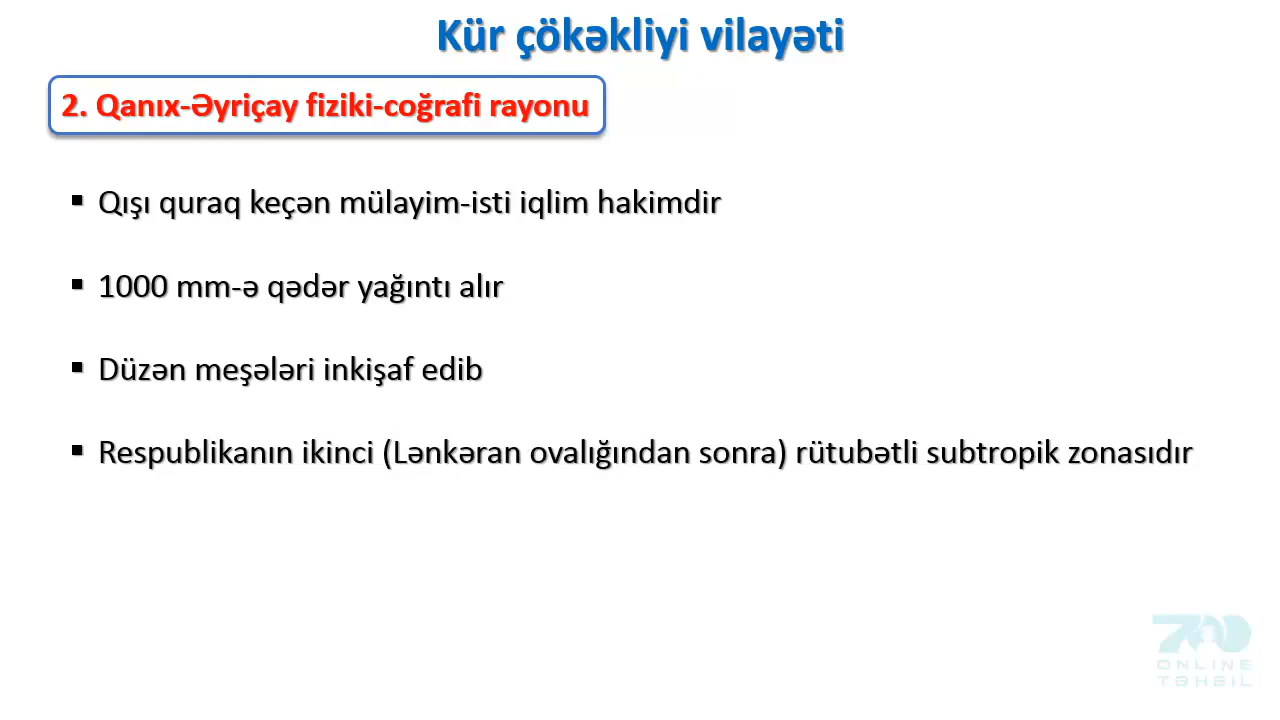 Kür çökəkliyi vilayəti
2. Qanıx-Əyriçay fiziki-coğrafi rayonu
▪ Qışı quraq keçən mülayim-isti iqlim hakimdir
▪ 1000 mm-ə qədər yağıntı alır
▪ Düzən meşələri inkişaf edib
▪ Respublikanın ikinci (Lənkəran ovalığından sonra) rütubətli subtropik zonasıdır
700
ONLINE
TƏHSİL